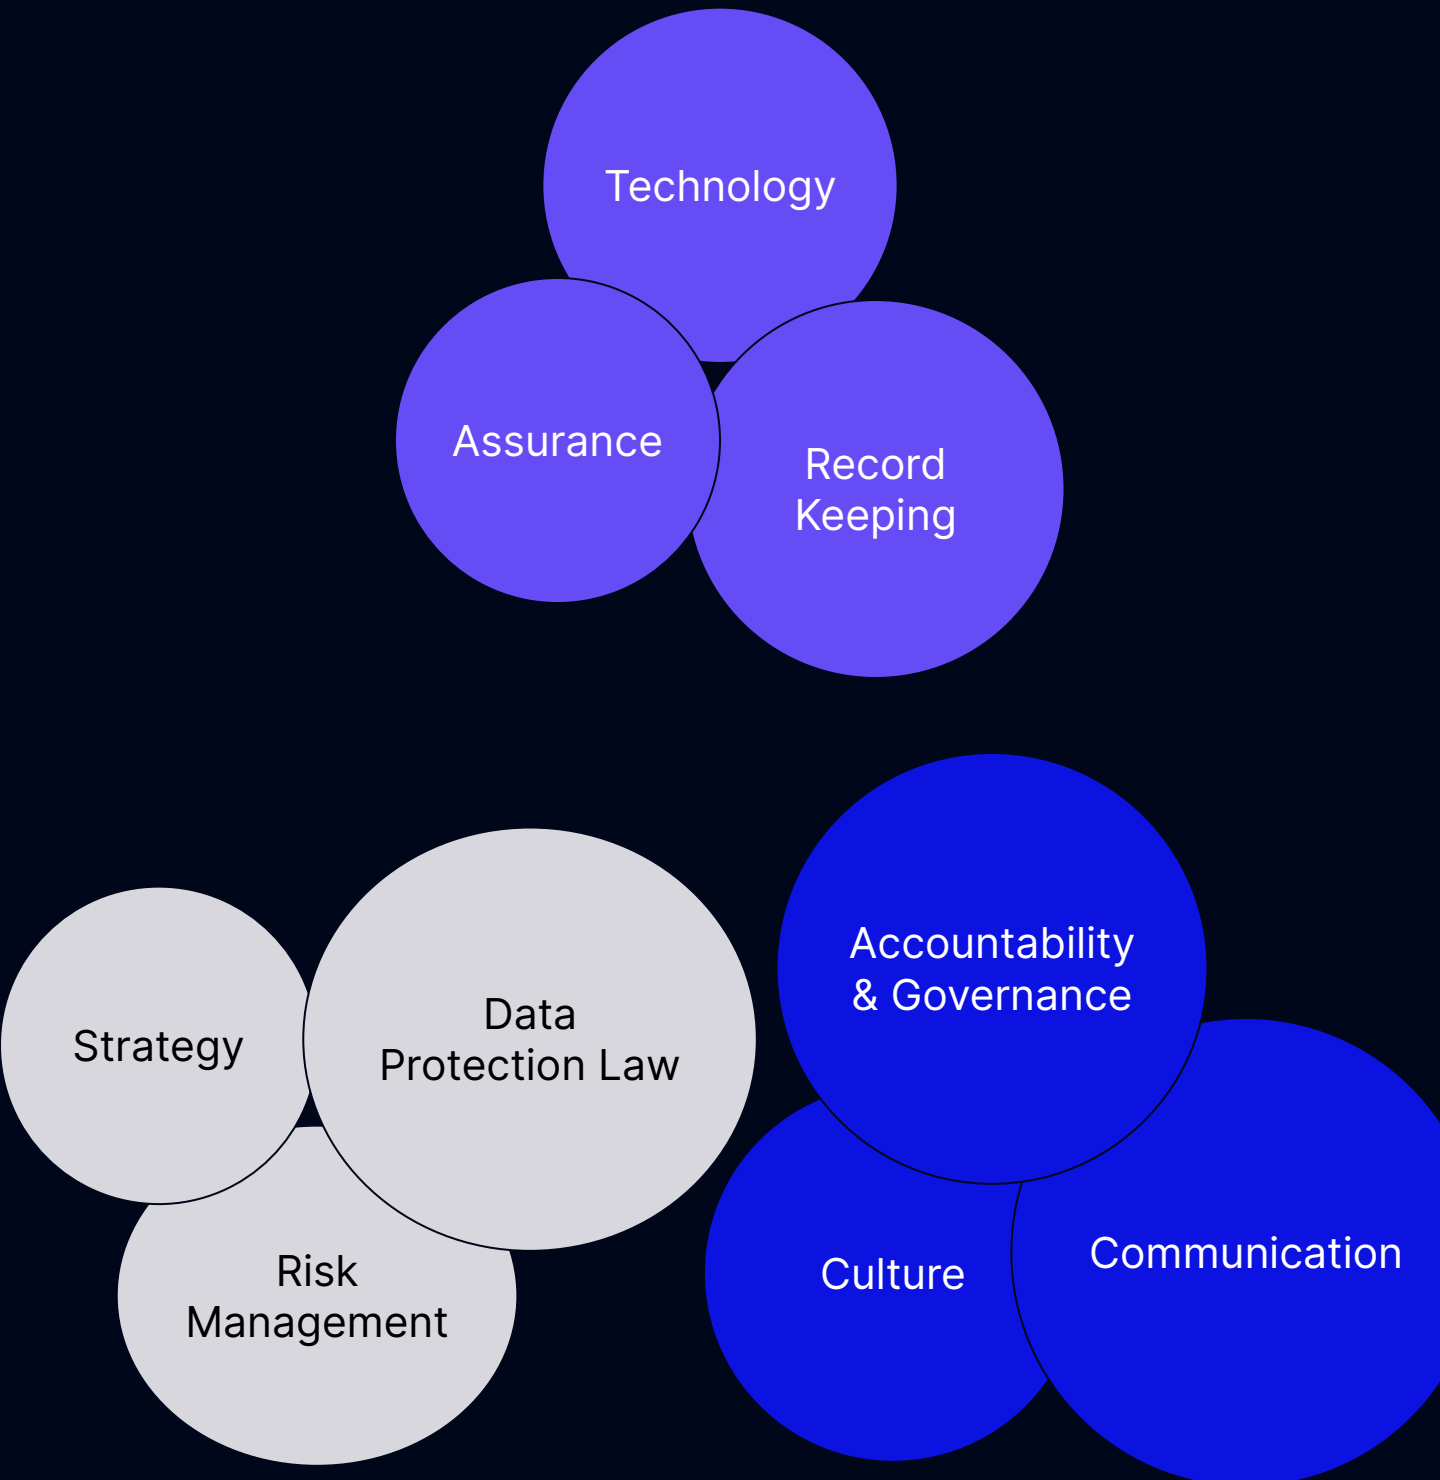 Technology
Assurance
Record
Keeping
Strategy
Data
Protection Law
Risk
Management
Accountability
& Governance
Culture
Communication